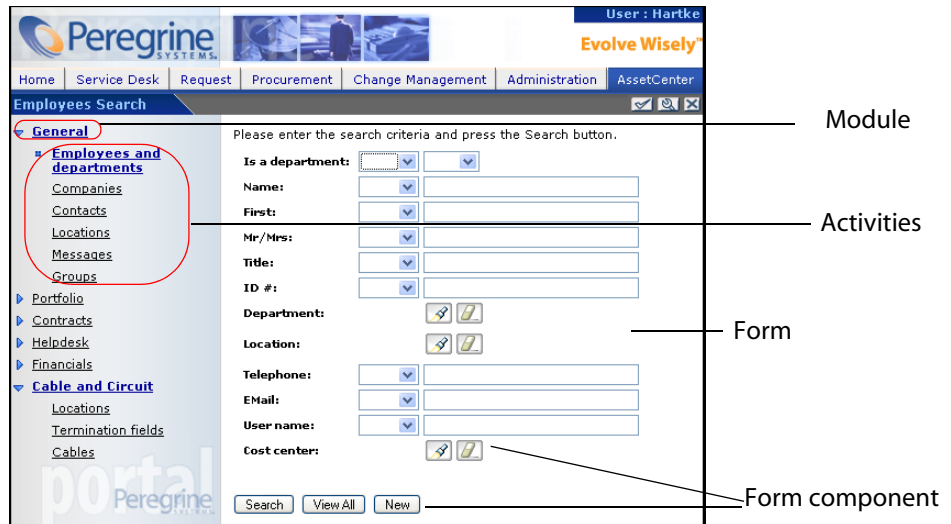 User : Hartke
Peregrine
SYSTEMS.
Evolve Wisely™
Home Service Desk Request Procurement Change Management Administration AssetCenter
Employees Search
General
Employees and
departments
Companies
Contacts
Locations
Messages
Groups
Portfolio
Contracts
Helpdesk
Financials
Cable and Circuit
Locations
Termination fields
Cables
portal
Peregrine
SYSTEMS
Please enter the search criteria and press the Search button.
Is a department:
Name:
First:
Mr/Mrs:
Title:
ID #:
Department:
Location:
Telephone:
EMail:
User name:
Cost center:
Search View All New
Module
Activities
Form
Form component